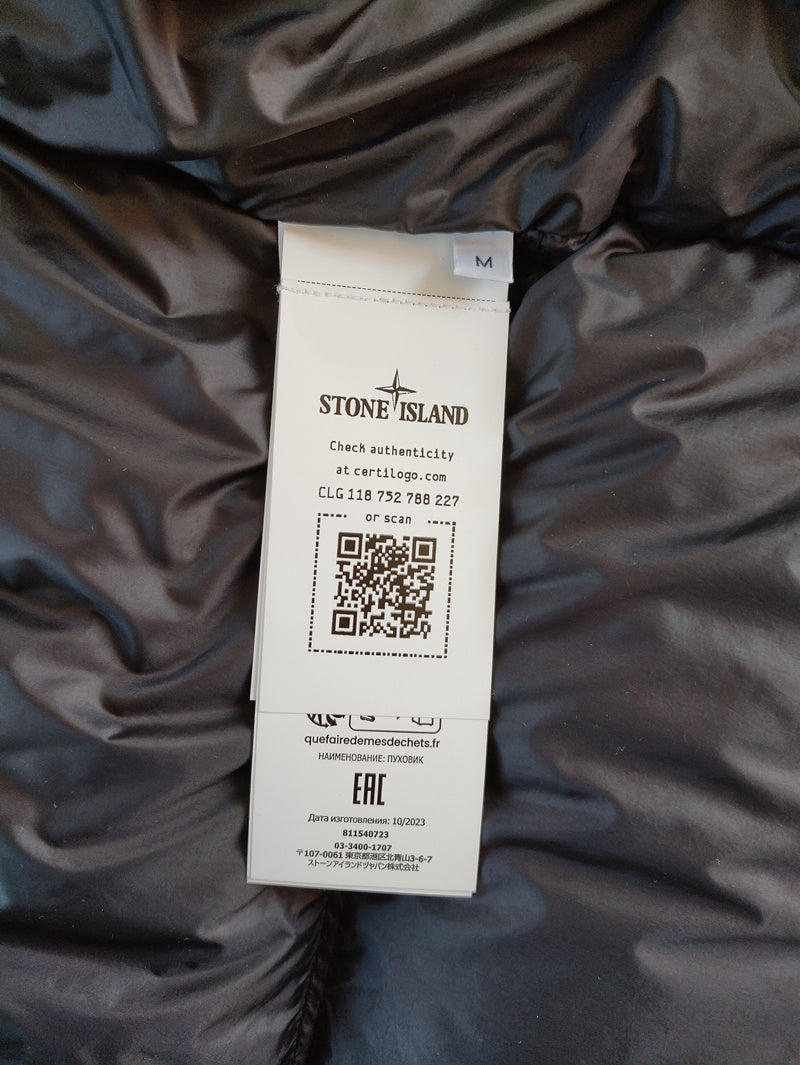 M
STONE ISLAND
Check authenticity
at certilogo.com
CLG 118 752 788 227
or scan
quefairedemesdechets.fr
НАИМЕНОВАНИЕ: ПУХОВИК
EAC
Дата изготовления: 10/2023
811540723
03-3400-1707
〒107-0061 東京都港区北青山3-6-7
ストーンアイランドジャパン株式会社